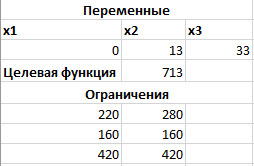 Переменные
x1 x2 x3
0 13 33
Целевая функция 713
Ограничения
220 280
160 160
420 420